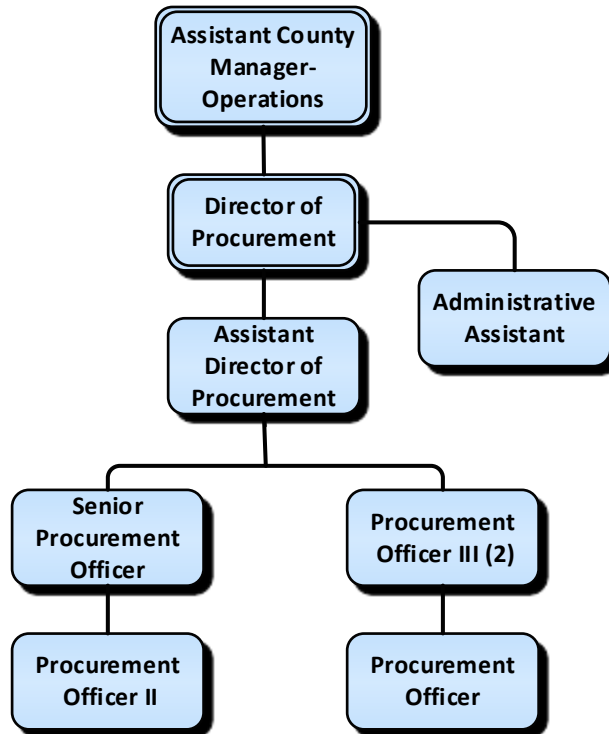 Assistant County
Manager-
Operations
Director of
Procurement
Administrative
Assistant
Assistant
Director of
Procurement
Senior
Procurement
Officer
Procurement
Officer III (2)
Procurement
Officer II
Procurement
Officer